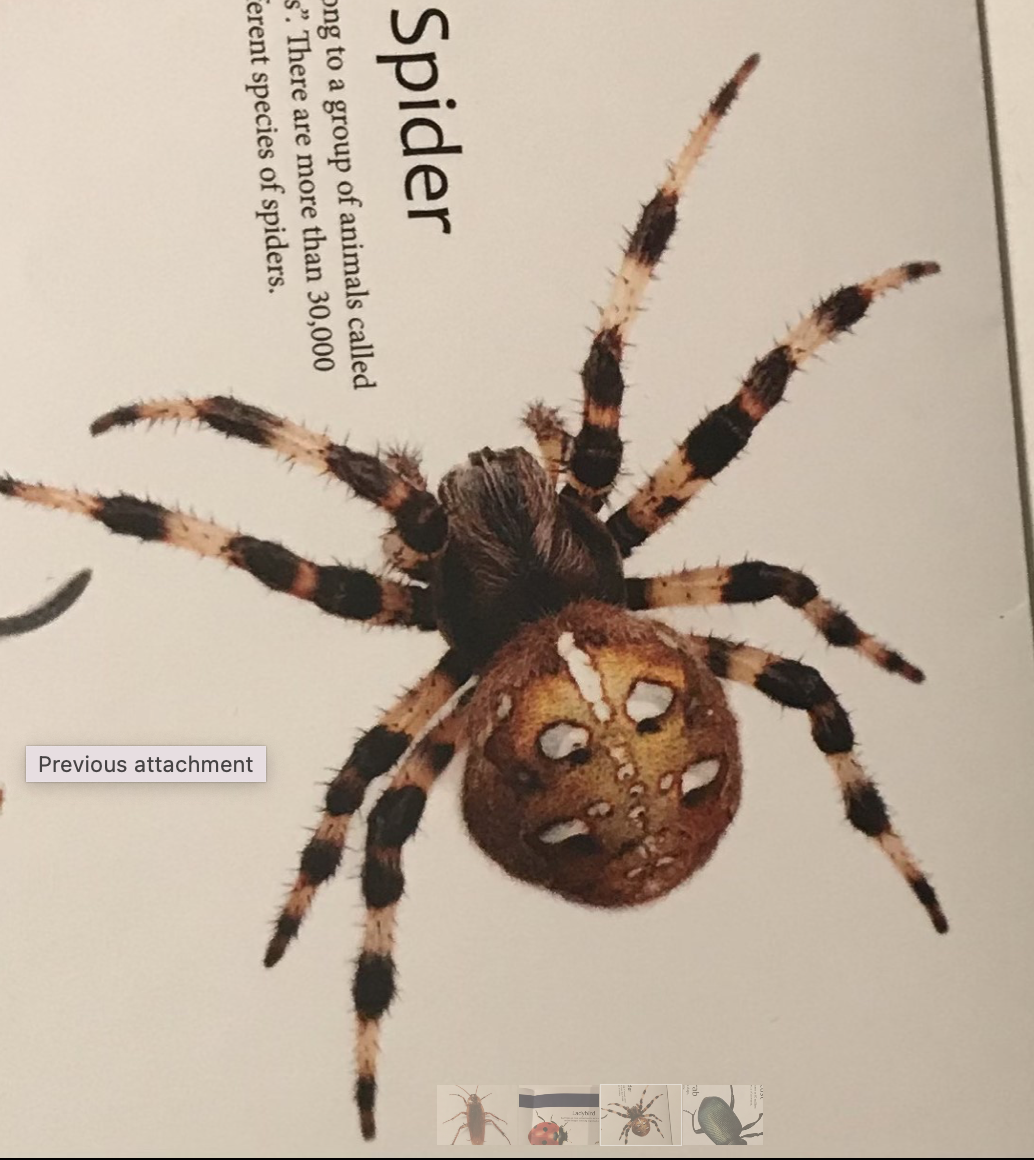 Spider
ong to a group of animals called
s”. There are more than 30,000
erent species of spiders.
Previous attachment
Ladybird